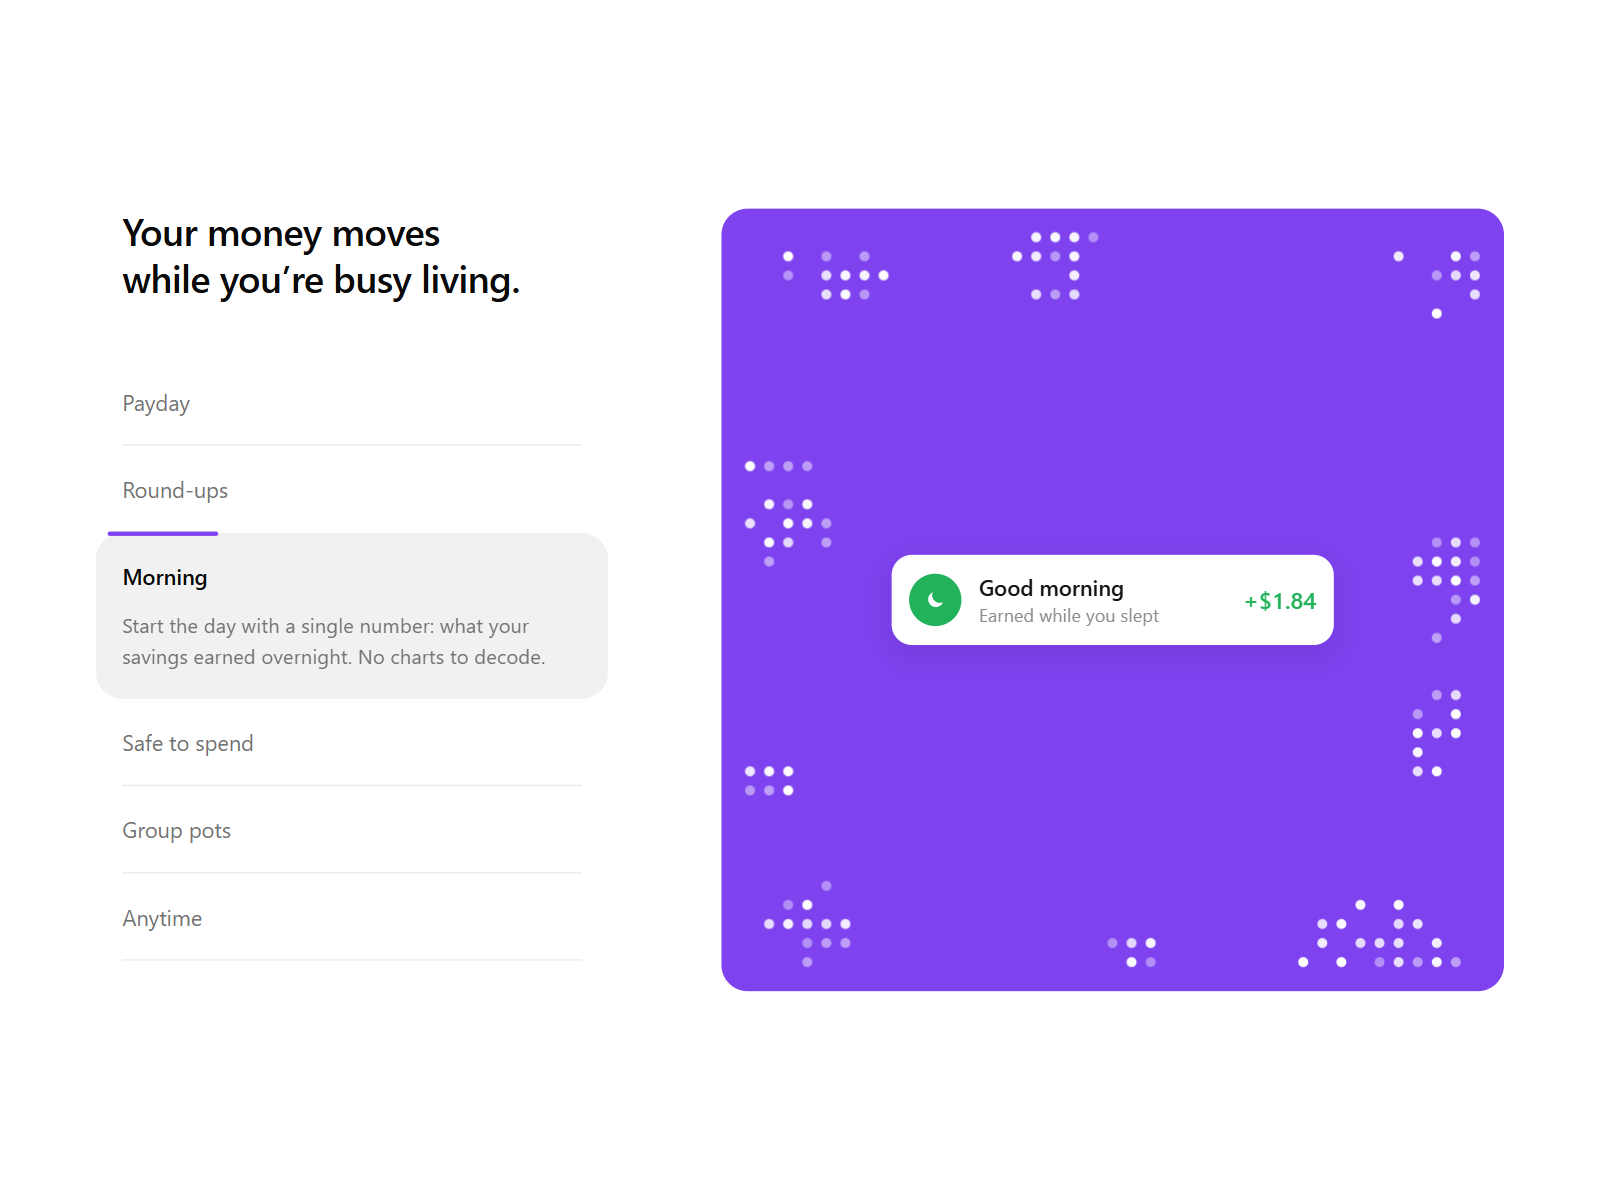 Your money moves
while you’re busy living.
Payday
Round-ups
Morning
Start the day with a single number: what your
savings earned overnight. No charts to decode.
Safe to spend
Group pots
Anytime
Good morning
Earned while you slept
+$1.84